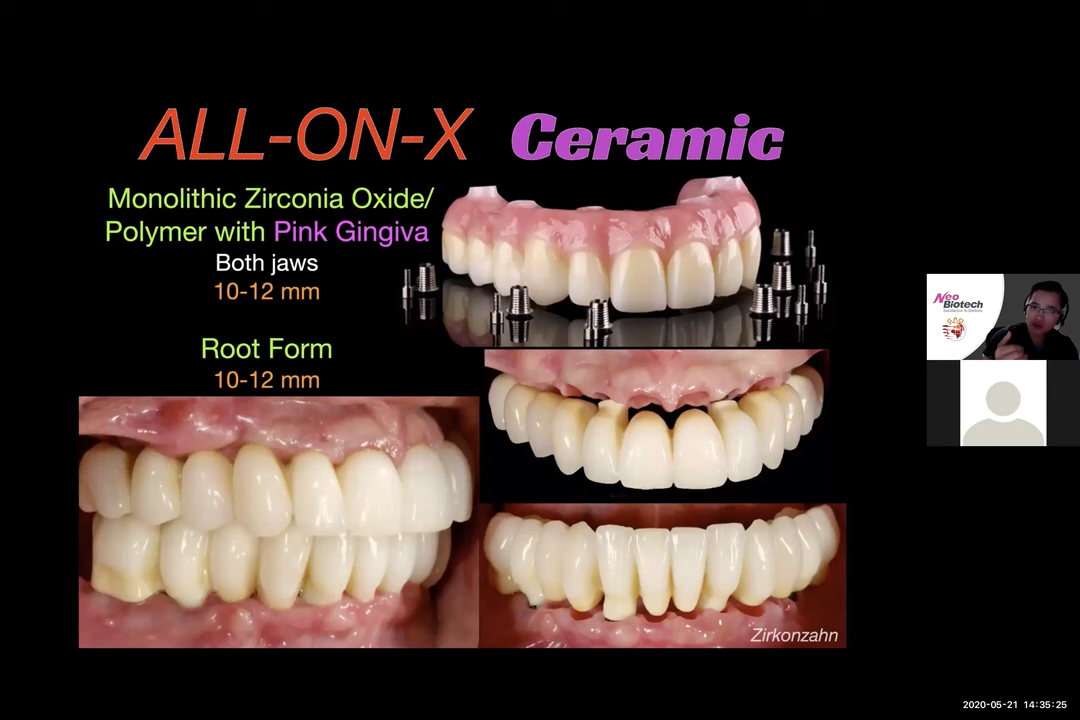 ALL-ON-X Ceramic
Monolithic Zirconia Oxide/
Polymer with Pink Gingiva
Both jaws
10-12 mm
Root Form
10-12 mm
Zirkonzahn
Neo
Biotech
2020-05-21 14:35:25